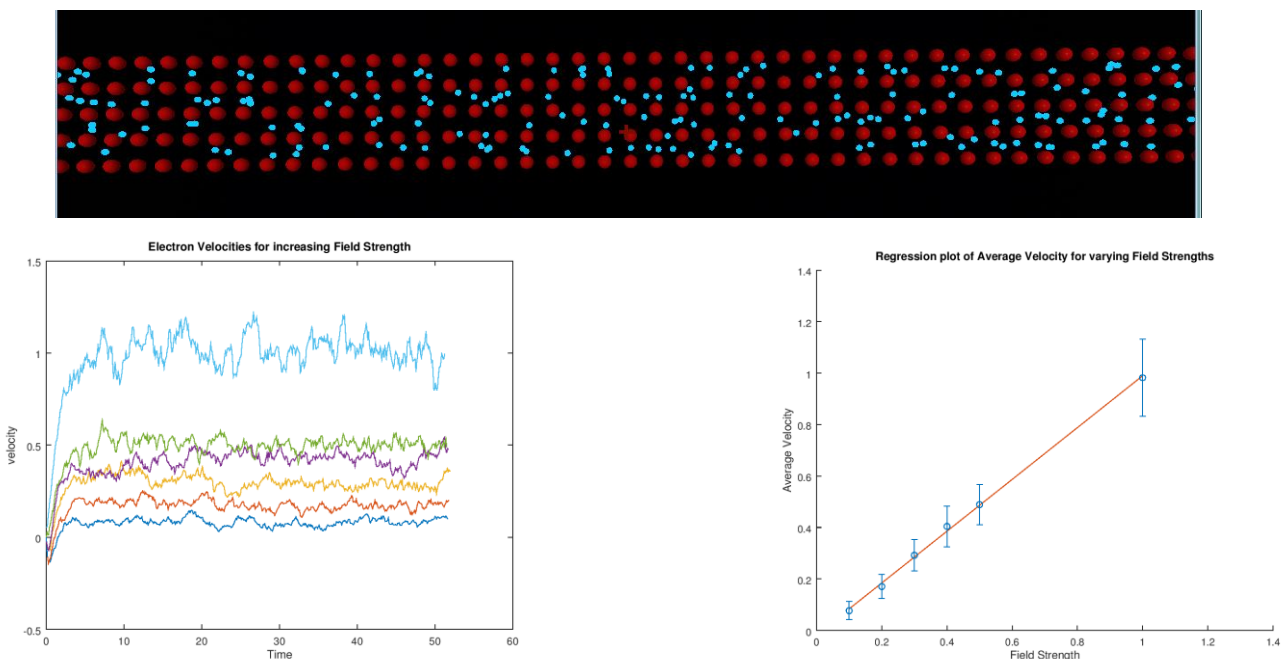 Electron Velocities for increasing Field Strength
1.5
1
0.5
0
-0.5
velocity
0 10 20 30 40 50 60
Time
Regression plot of Average Velocity for varying Field Strengths
1.4
1.2
1
0.8
0.6
0.4
0.2
0
Average Velocity
0 0.2 0.4 0.6 0.8 1 1.2 1.4
Field Strength